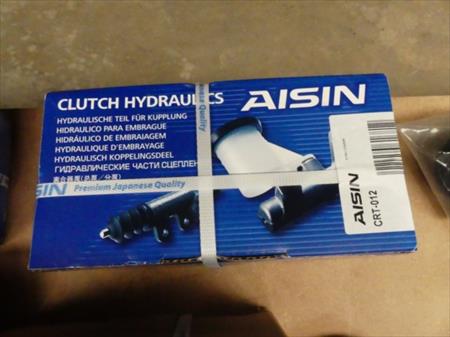 CLUTCH HYDRAULICS
AISIN
HYDRAULISCHE TEIL FÜR KUPPLUNG
HIDRAULICO PARA EMBRAGUE
HIDRÁULICO DE EMBRAIAGEM
HYDRAULIQUE D'EMBRAYAGE
HYDRAULISCH KOPPELINGSDEEL
ГИДРАВЛИЧЕСКИЕ ЧАСТИ СЦЕПЛЕН
SIN Premium Japanese Quality
AISIN
CRT-012